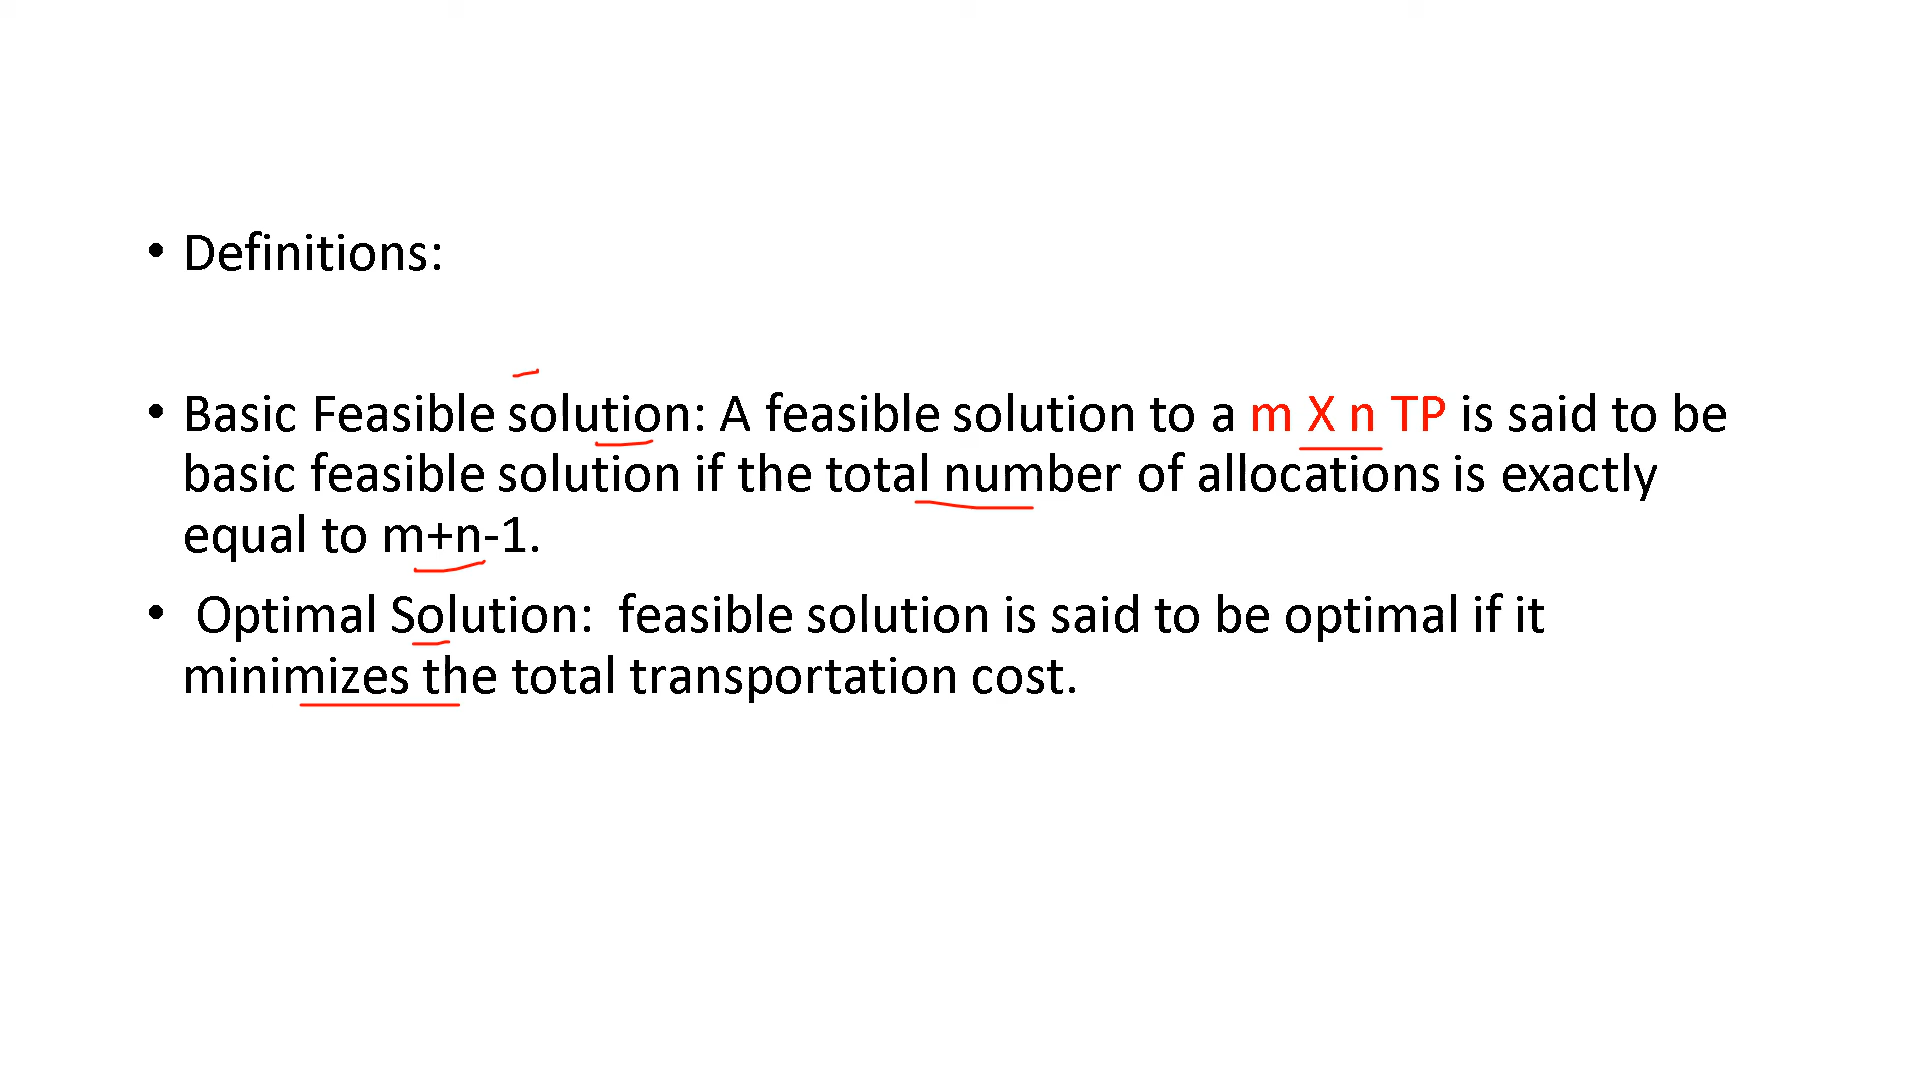 • Definitions:
• Basic Feasible solution: A feasible solution to a m X n TP is said to be
basic feasible solution if the total number of allocations is exactly
equal to m+n-1.
• Optimal Solution: feasible solution is said to be optimal if it
minimizes the total transportation cost.